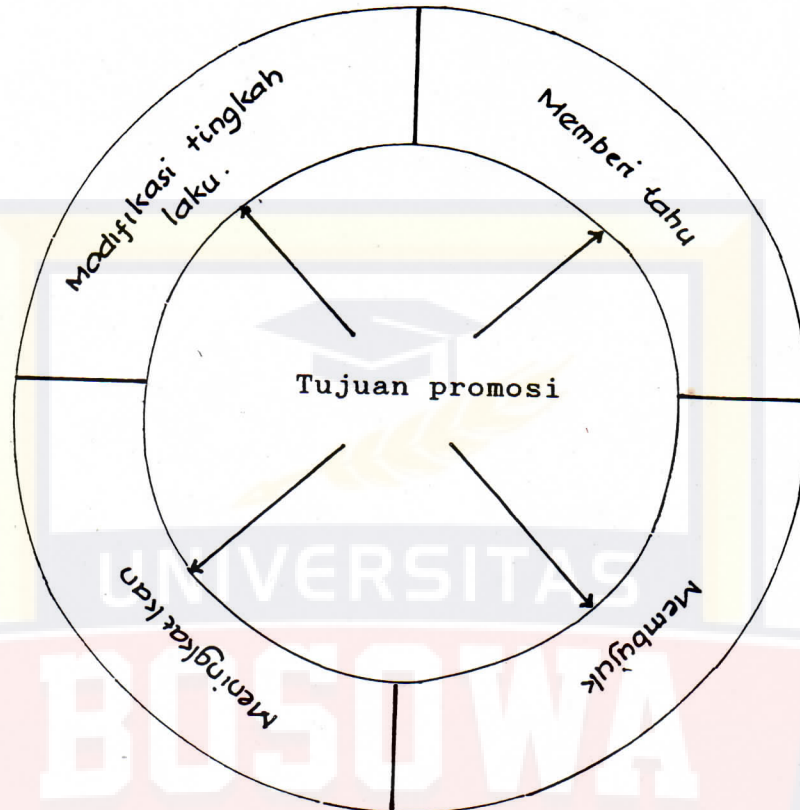 Modifikasi tingkah
laku.
Memberi tahu
Tujuan promosi
Meningkatkan
Membujuk
UNIVERSITAS
BOSOWA